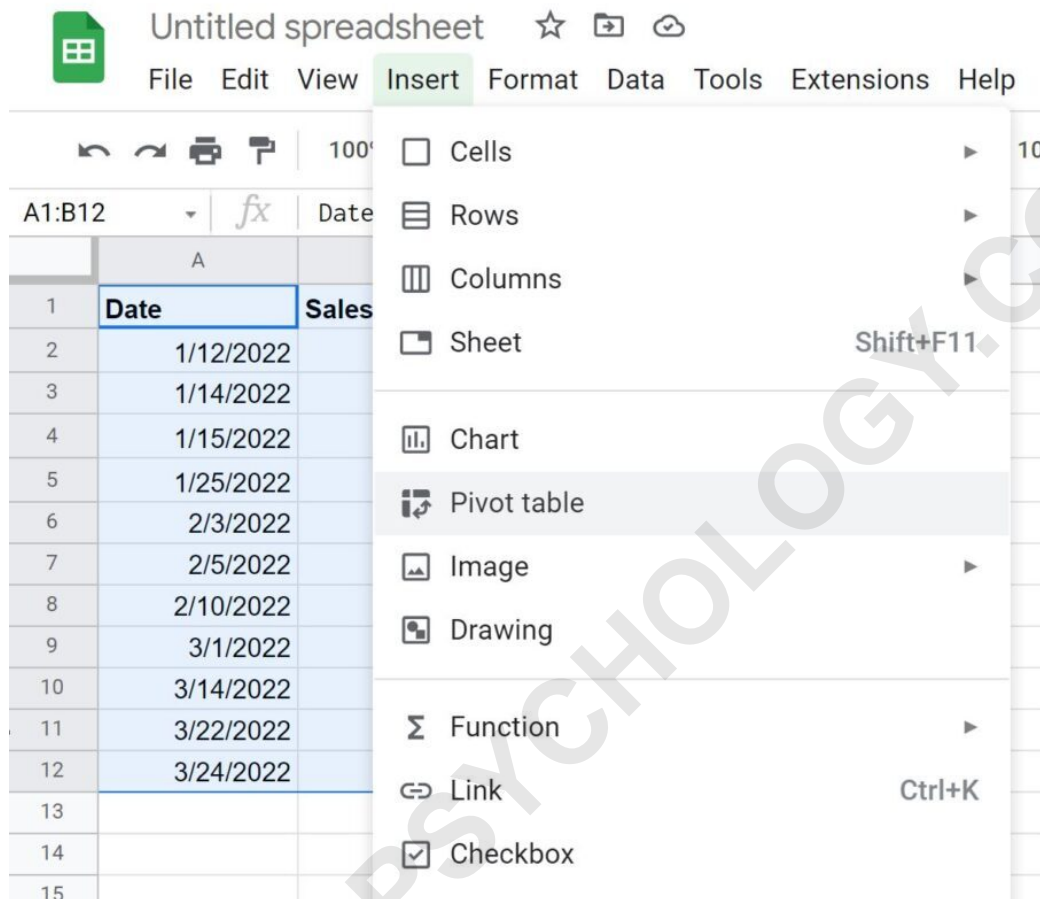 Untitled spreadsheet
File Edit View Insert Format Data Tools Extensions Help
100% 10
A1:B12 fx Date
A
1 Date Sales
2 1/12/2022
3 1/14/2022
4 1/15/2022
5 1/25/2022
6 2/3/2022
7 2/5/2022
8 2/10/2022
9 3/1/2022
10 3/14/2022
11 3/22/2022
12 3/24/2022
13
14
15
Cells
Rows
Columns
Sheet Shift+F11
Chart
Pivot table
Image
Drawing
Σ Function
Link Ctrl+K
Checkbox
PSYCHOLOGY.CO